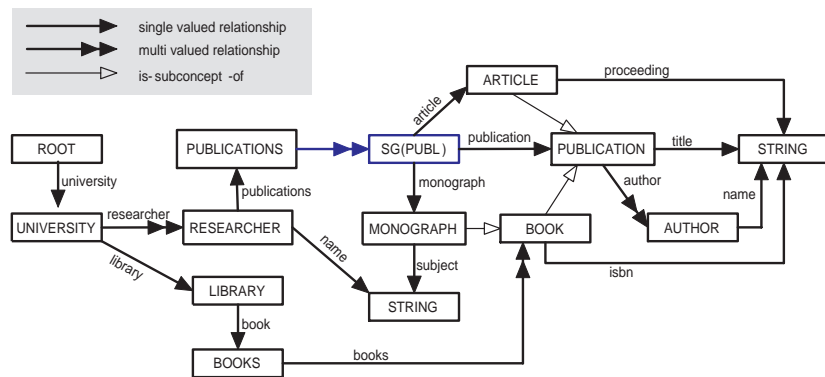 single valued relationship
multi valued relationship
is-subconcept -of
ARTICLE
proceeding
article
ROOT
PUBLICATIONS
SG(PUBL)
publication
PUBLICATION
title
STRING
university
publications
monograph
author
name
UNIVERSITY
researcher
RESEARCHER
name
MONOGRAPH
BOOK
AUTHOR
library
subject
isbn
LIBRARY
STRING
book
BOOKS
books